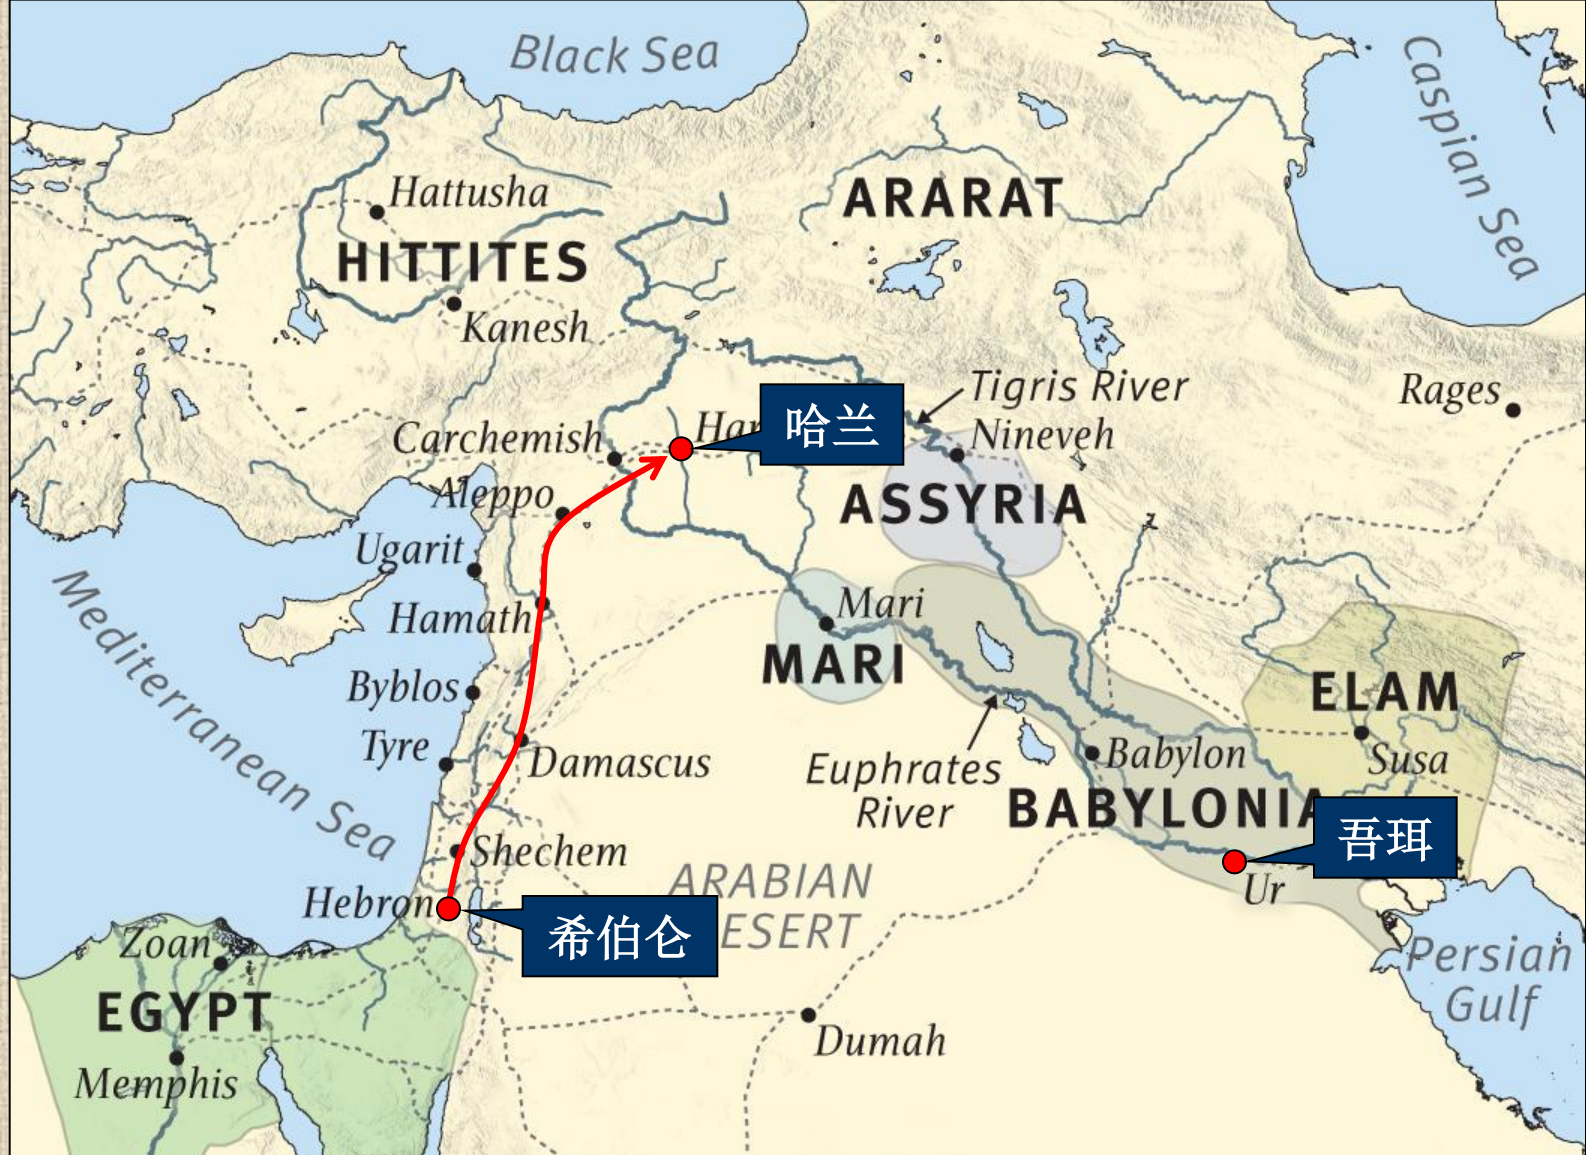 Black Sea
Caspian Sea
Hattusha
ARARAT
HITTITES
Kanesh
Tigris River
Rages
哈兰
Carchemish
Nineveh
Aleppo
ASSYRIA
Ugarit
Mediterranean Sea
Hamath
Mari
MARI
Byblos
ELAM
Tyre
Damascus
Babylon
Susa
Euphrates
River
BABYLONIA
吾珥
Shechem
ARABIAN
Ur
Hebron
希伯仑
Zoan
Persian
Gulf
EGYPT
Dumah
Memphis